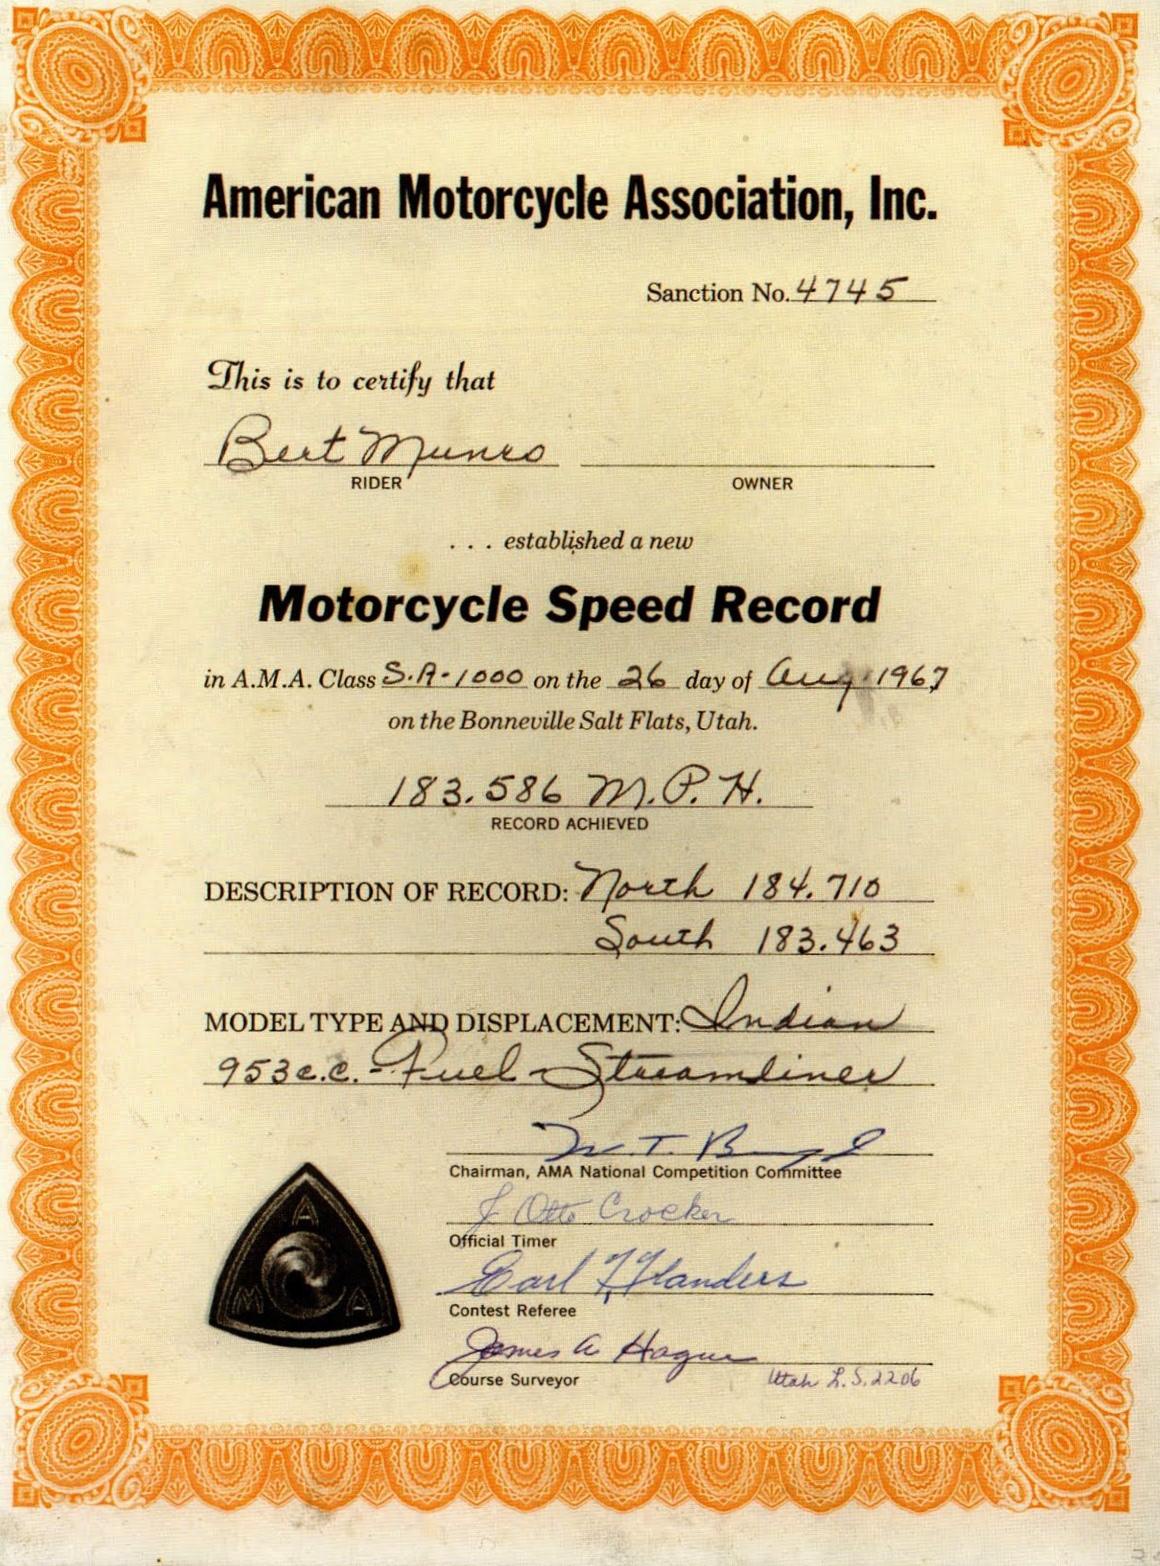 American Motorcycle Association, Inc.
Sanction No. 4745
This is to certify that
Bert Munro
RIDER OWNER
. . . established a new
Motorcycle Speed Record
in A.M.A. Class S.A-1000 on the 26 day of Aug. 1967
on the Bonneville Salt Flats, Utah.
183.586 M.P.H.
RECORD ACHIEVED
DESCRIPTION OF RECORD: North 184.710
South 183.463
MODEL TYPE AND DISPLACEMENT: Indian
953c.c. - Fuel - Streamliner
Chairman, AMA National Competition Committee
J Otto Crocker
Official Timer
Earl Flanders
Contest Referee
James A Hague
Course Surveyor Utah L.S. 2206
A
M A